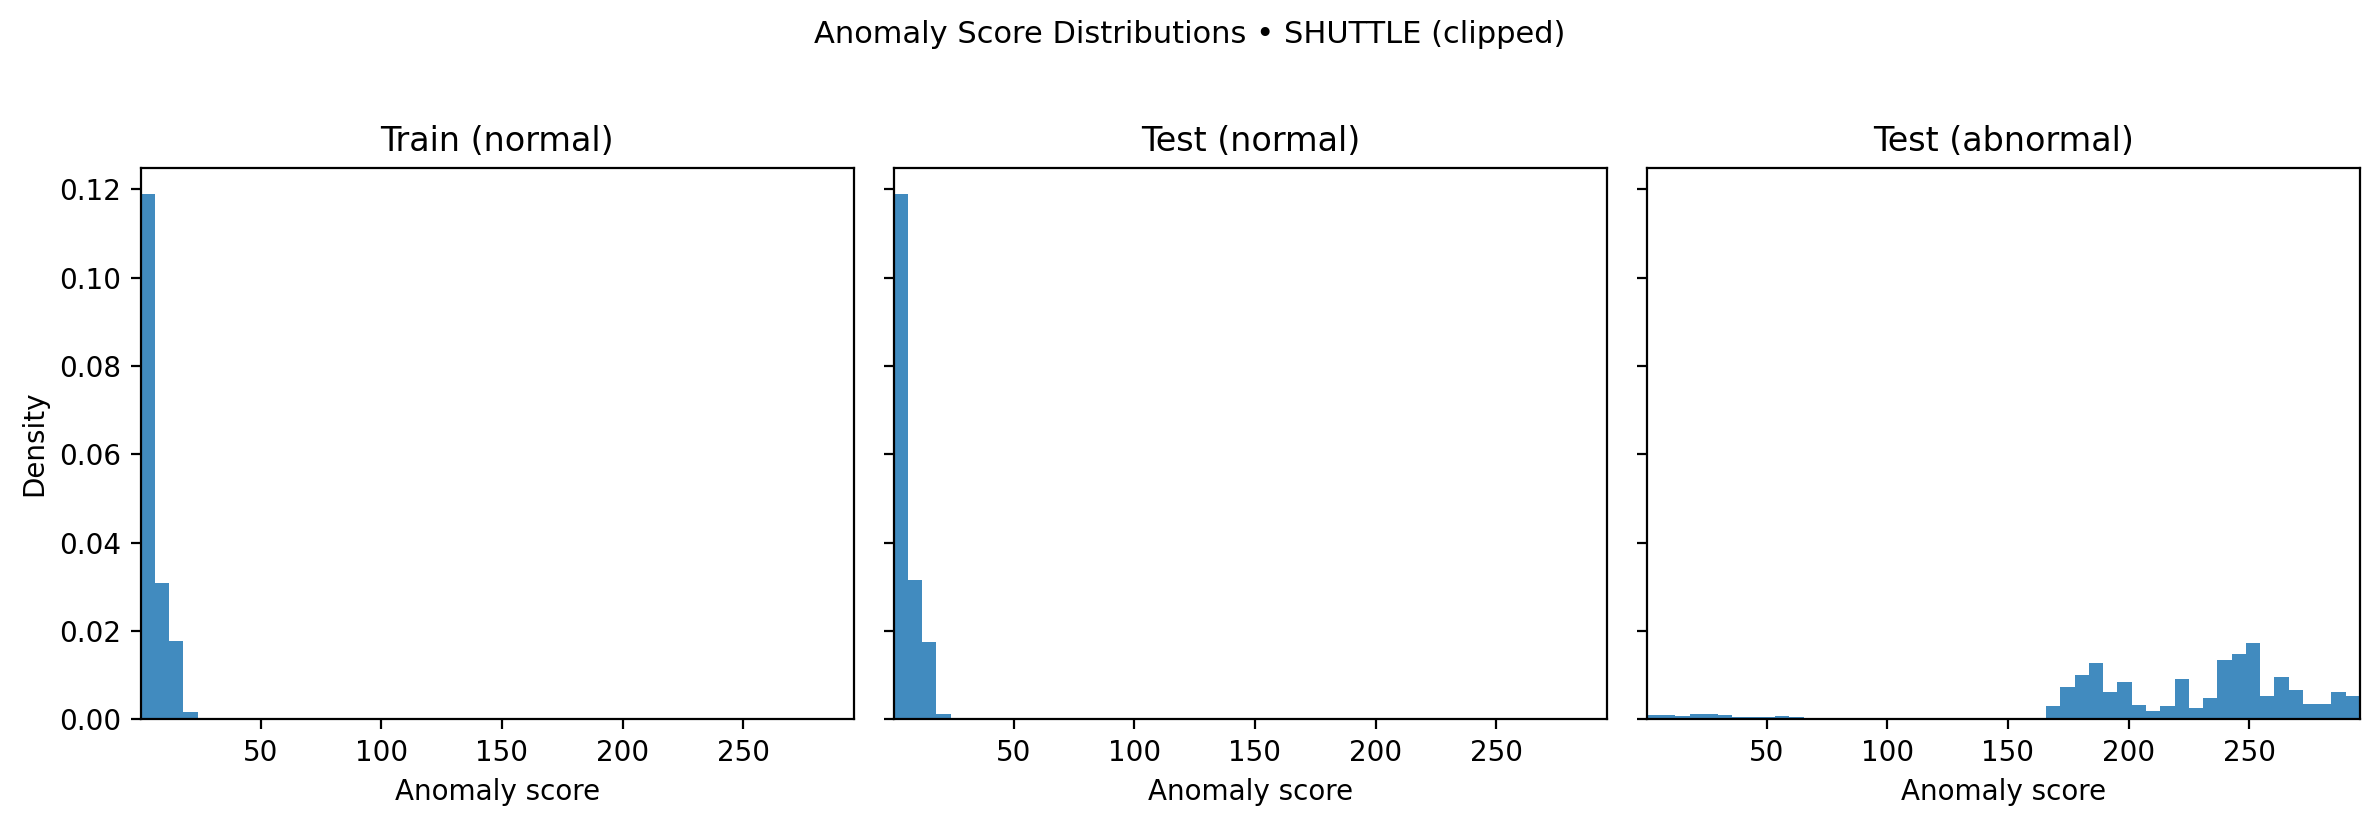 Anomaly Score Distributions • SHUTTLE (clipped)
Train (normal)
Test (normal)
Test (abnormal)
Density
0.12
0.10
0.08
0.06
0.04
0.02
0.00
50 100 150 200 250
50 100 150 200 250
50 100 150 200 250
Anomaly score
Anomaly score
Anomaly score